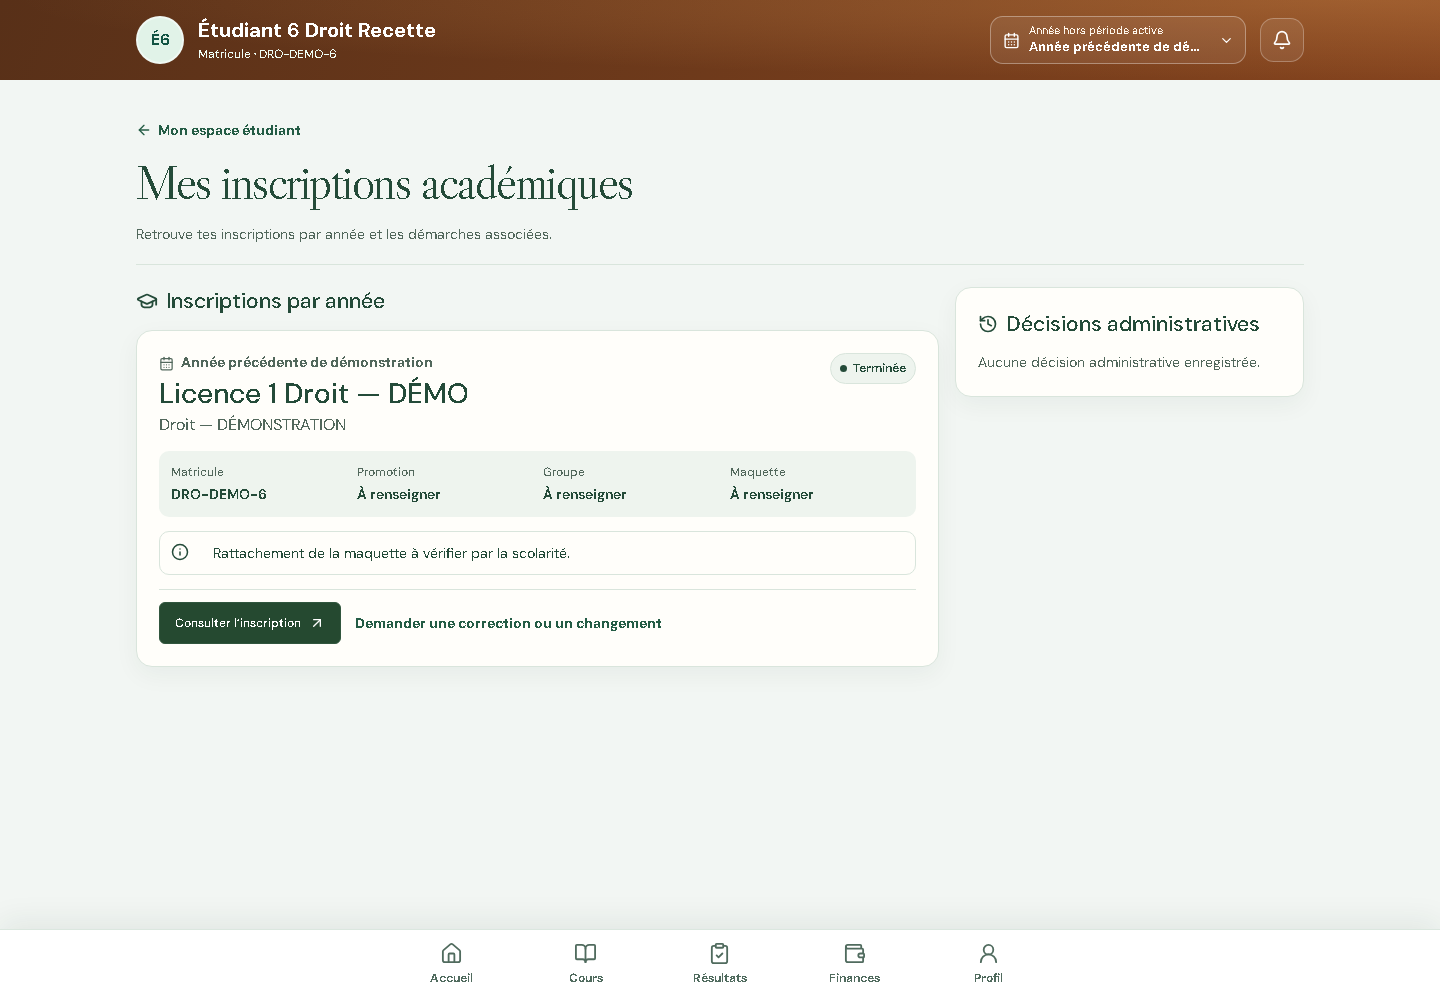 É6
Étudiant 6 Droit Recette
Matricule · DRO-DEMO-6
Année hors période active
Année précédente de dé...
Mon espace étudiant
Mes inscriptions académiques
Retrouve tes inscriptions par année et les démarches associées.
Inscriptions par année
Année précédente de démonstration
Terminée
Licence 1 Droit — DÉMO
Droit — DÉMONSTRATION
Matricule Promotion Groupe Maquette
DRO-DEMO-6 À renseigner À renseigner À renseigner
Rattachement de la maquette à vérifier par la scolarité.
Consulter l'inscription Demander une correction ou un changement
Décisions administratives
Aucune décision administrative enregistrée.
Accueil Cours Résultats Finances Profil